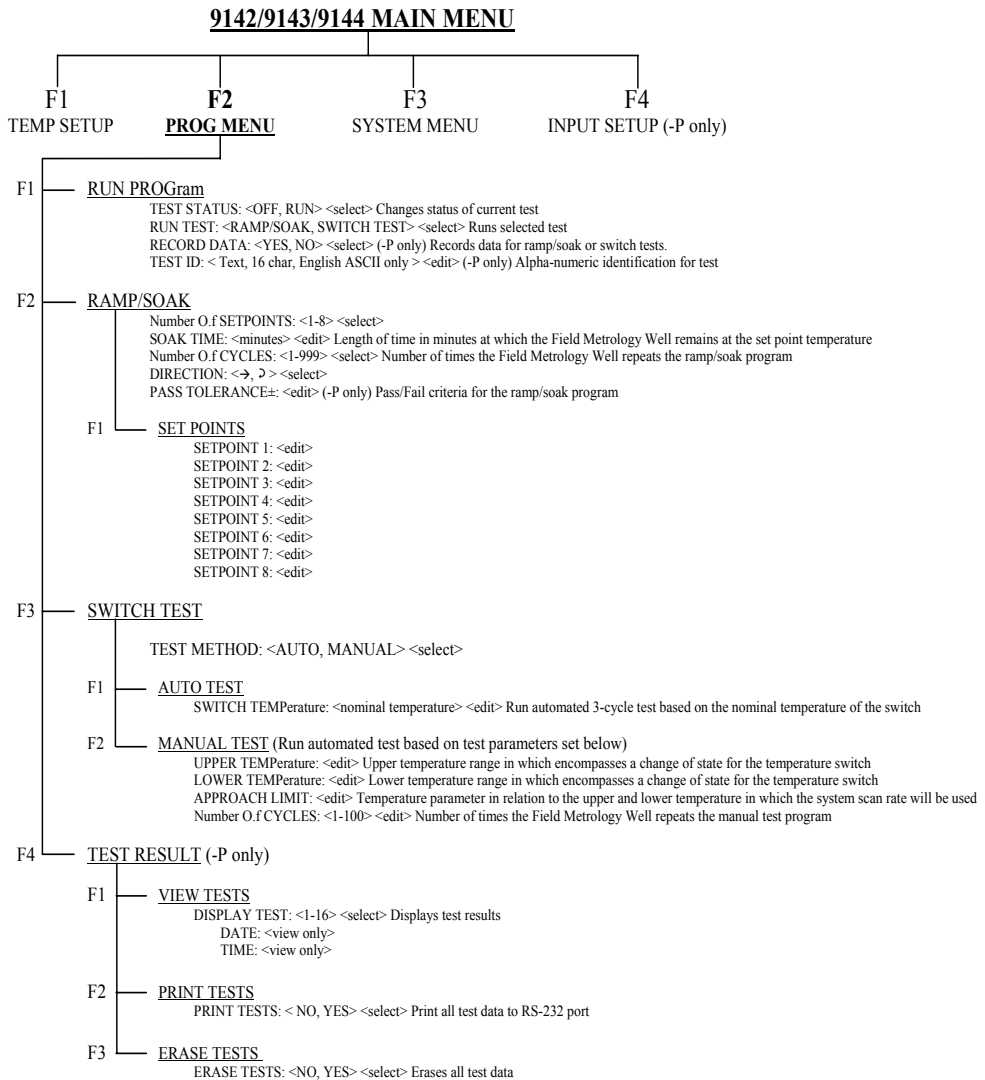 9142/9143/9144 MAIN MENU
F1 F2 F3 F4
TEMP SETUP PROG MENU SYSTEM MENU INPUT SETUP (-P only)
F1 RUN PROGram
TEST STATUS: <OFF, RUN> <select> Changes status of current test
RUN TEST: <RAMP/SOAK, SWITCH TEST> <select> Runs selected test
RECORD DATA: <YES, NO> <select> (-P only) Records data for ramp/soak or switch tests.
TEST ID: < Text, 16 char, English ASCII only > <edit> (-P only) Alpha-numeric identification for test
F2 RAMP/SOAK
Number O.f SETPOINTS: <1-8> <select>
SOAK TIME: <minutes> <edit> Length of time in minutes at which the Field Metrology Well remains at the set point temperature
Number O.f CYCLES: <1-999> <select> Number of times the Field Metrology Well repeats the ramp/soak program
DIRECTION: <→, ⊋ > <select>
PASS TOLERANCE±: <edit> (-P only) Pass/Fail criteria for the ramp/soak program
F1 SET POINTS
SETPOINT 1: <edit>
SETPOINT 2: <edit>
SETPOINT 3: <edit>
SETPOINT 4: <edit>
SETPOINT 5: <edit>
SETPOINT 6: <edit>
SETPOINT 7: <edit>
SETPOINT 8: <edit>
F3 SWITCH TEST
TEST METHOD: <AUTO, MANUAL> <select>
F1 AUTO TEST
SWITCH TEMPerature: <nominal temperature> <edit> Run automated 3-cycle test based on the nominal temperature of the switch
F2 MANUAL TEST (Run automated test based on test parameters set below)
UPPER TEMPerature: <edit> Upper temperature range in which encompasses a change of state for the temperature switch
LOWER TEMPerature: <edit> Lower temperature range in which encompasses a change of state for the temperature switch
APPROACH LIMIT: <edit> Temperature parameter in relation to the upper and lower temperature in which the system scan rate will be used
Number O.f CYCLES: <1-100> <edit> Number of times the Field Metrology Well repeats the manual test program
F4 TEST RESULT (-P only)
F1 VIEW TESTS
DISPLAY TEST: <1-16> <select> Displays test results
DATE: <view only>
TIME: <view only>
F2 PRINT TESTS
PRINT TESTS: < NO, YES> <select> Print all test data to RS-232 port
F3 ERASE TESTS
ERASE TESTS: <NO, YES> <select> Erases all test data